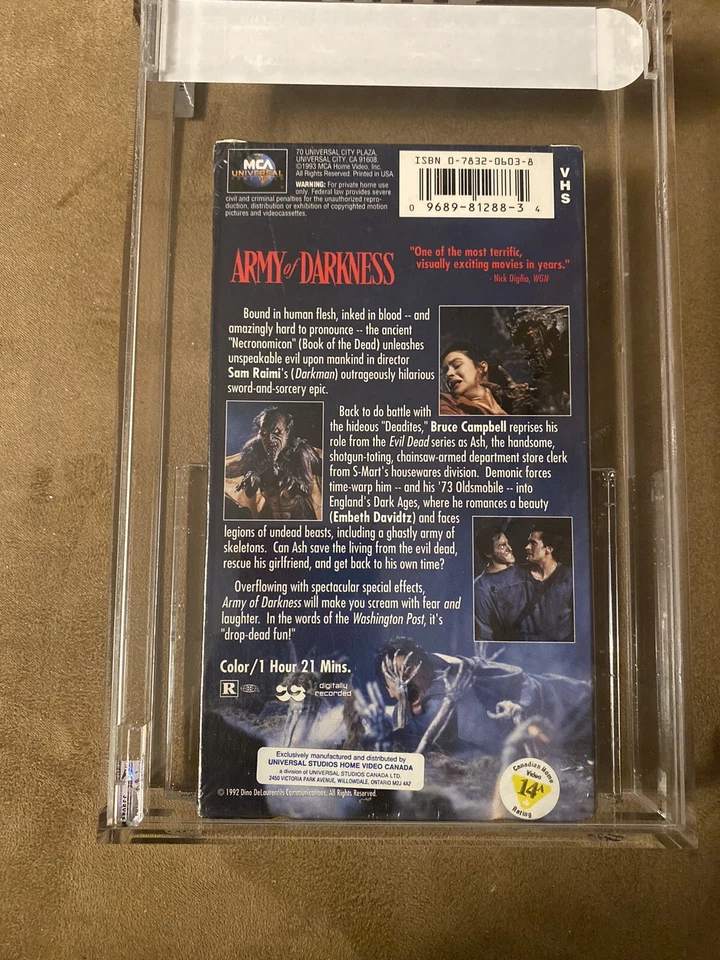 MCA
UNIVERSAL
70 UNIVERSAL CITY PLAZA,
UNIVERSAL CITY, CA 91608.
©1993 MCA Home Video, Inc.
All Rights Reserved. Printed in USA.
WARNING: For private home use
only. Federal law provides severe
civil and criminal penalties for the unauthorized repro-
duction, distribution or exhibition of copyrighted motion
pictures and videocassettes.
ISBN 0-7832-0603-8
0 9689-81288-3 4
VHS
ARMY of DARKNESS
"One of the most terrific,
visually exciting movies in years."
- Nick Digilio, WGN
Bound in human flesh, inked in blood -- and
amazingly hard to pronounce -- the ancient
"Necronomicon" (Book of the Dead) unleashes
unspeakable evil upon mankind in director
Sam Raimi's (Darkman) outrageously hilarious
sword-and-sorcery epic.
Back to do battle with
the hideous "Deadites," Bruce Campbell reprises his
role from the Evil Dead series as Ash, the handsome,
shotgun-toting, chainsaw-armed department store clerk
from S-Mart's housewares division. Demonic forces
time-warp him -- and his '73 Oldsmobile -- into
England's Dark Ages, where he romances a beauty
(Embeth Davidtz) and faces
legions of undead beasts, including a ghastly army of
skeletons. Can Ash save the living from the evil dead,
rescue his girlfriend, and get back to his own time?
Overflowing with spectacular special effects,
Army of Darkness will make you scream with fear and
laughter. In the words of the Washington Post, it's
"drop-dead fun!"
Color/1 Hour 21 Mins.
R
digitally
recorded
Exclusively manufactured and distributed by
UNIVERSAL STUDIOS HOME VIDEO CANADA
a division of UNIVERSAL STUDIOS CANADA LTD.
2450 VICTORIA PARK AVENUE, WILLOWDALE, ONTARIO M2J 4A2
© 1992 Dino DeLaurentiis Communications. All Rights Reserved.
Canadian Home
Video
14A
Rating